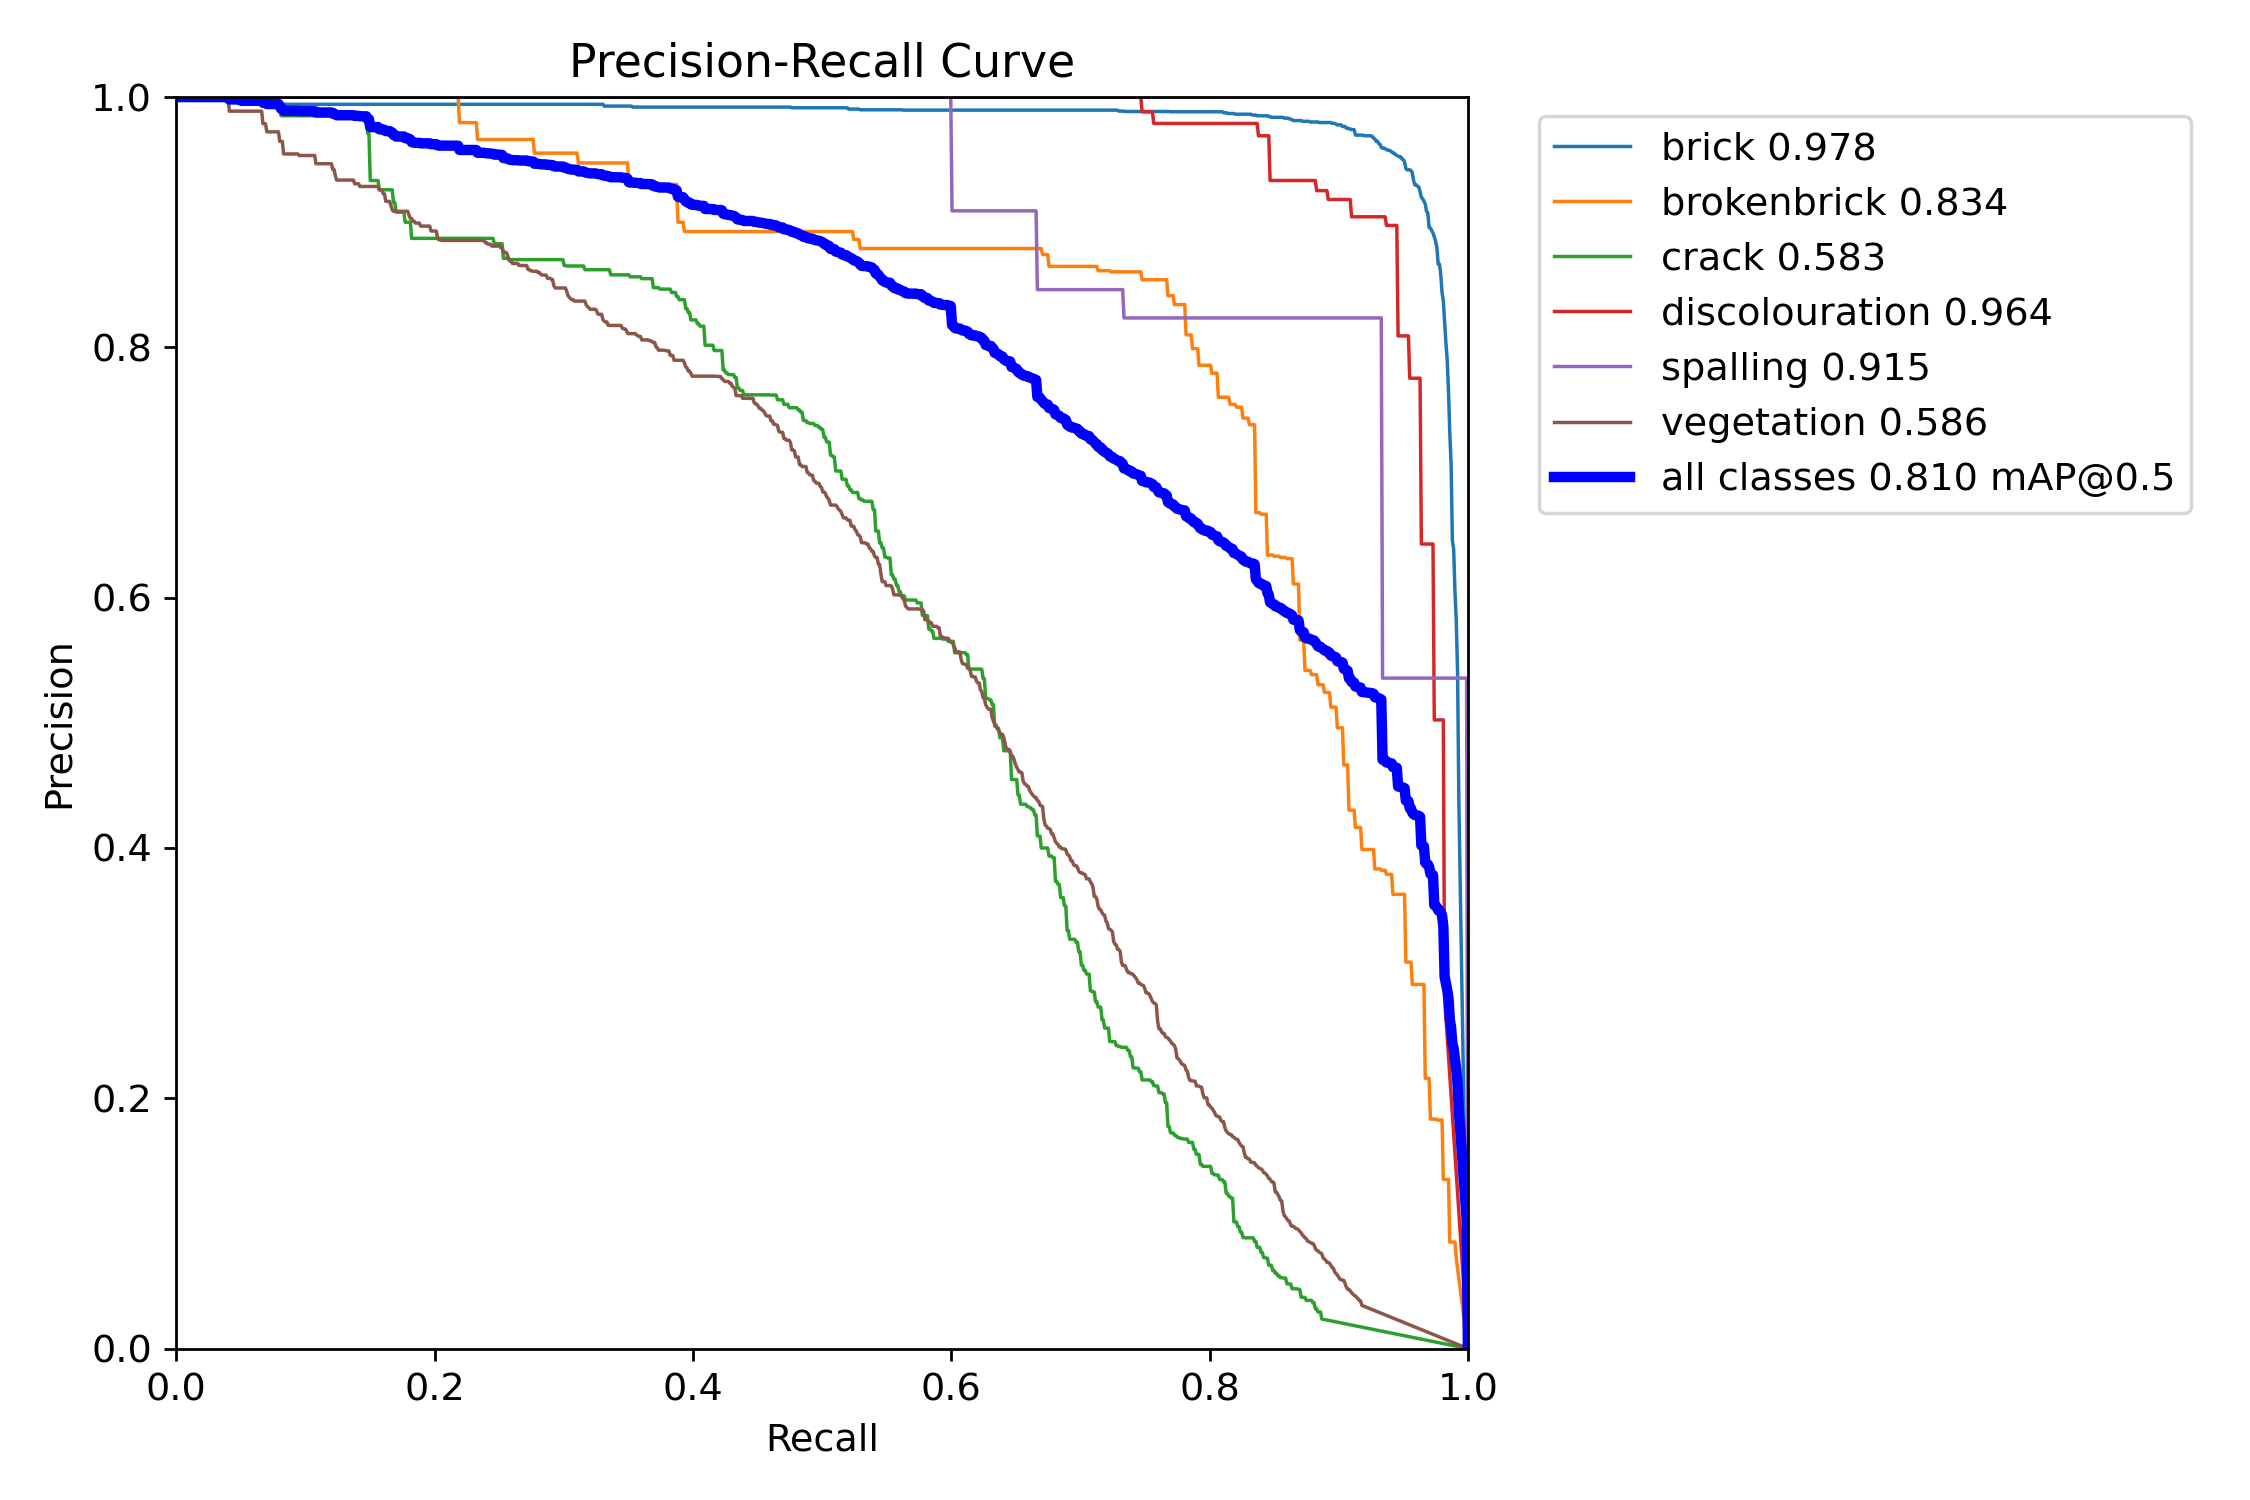 Precision-Recall Curve
1.0
0.8
0.6
0.4
0.2
0.0
Precision
0.0 0.2 0.4 0.6 0.8 1.0
Recall
brick 0.978
brokenbrick 0.834
crack 0.583
discolouration 0.964
spalling 0.915
vegetation 0.586
all classes 0.810 mAP@0.5